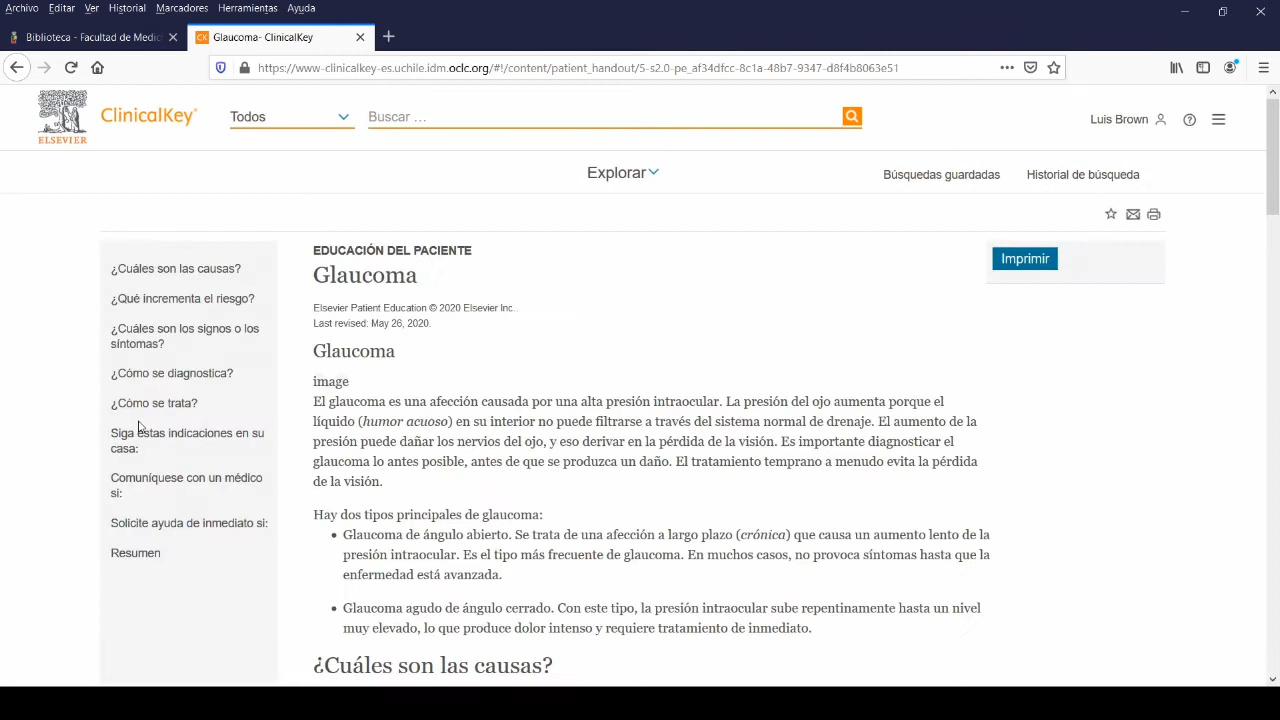 Archivo Editar Ver Historial Marcadores Herramientas Ayuda
Biblioteca - Facultad de Medic
CK Glaucoma- ClinicalKey
https://www-clinicalkey-es.uchile.idm.oclc.org/#!/content/patient_handout/5-s2.0-pe_af34dfcc-8c1a-48b7-9347-d8f4b8063e51
ELSEVIER
ClinicalKey®
Todos
Buscar ...
Luis Brown
Explorar
Búsquedas guardadas
Historial de búsqueda
¿Cuáles son las causas?
¿Qué incrementa el riesgo?
¿Cuáles son los signos o los
síntomas?
¿Cómo se diagnostica?
¿Cómo se trata?
Siga estas indicaciones en su
casa:
Comuníquese con un médico
si:
Solicite ayuda de inmediato si:
Resumen
EDUCACIÓN DEL PACIENTE
Glaucoma
Elsevier Patient Education © 2020 Elsevier Inc..
Last revised: May 26, 2020.
Glaucoma
image
El glaucoma es una afección causada por una alta presión intraocular. La presión del ojo aumenta porque el
líquido (humor acuoso) en su interior no puede filtrarse a través del sistema normal de drenaje. El aumento de la
presión puede dañar los nervios del ojo, y eso derivar en la pérdida de la visión. Es importante diagnosticar el
glaucoma lo antes posible, antes de que se produzca un daño. El tratamiento temprano a menudo evita la pérdida
de la visión.
Hay dos tipos principales de glaucoma:
• Glaucoma de ángulo abierto. Se trata de una afección a largo plazo (crónica) que causa un aumento lento de la
presión intraocular. Es el tipo más frecuente de glaucoma. En muchos casos, no provoca síntomas hasta que la
enfermedad está avanzada.
• Glaucoma agudo de ángulo cerrado. Con este tipo, la presión intraocular sube repentinamente hasta un nivel
muy elevado, lo que produce dolor intenso y requiere tratamiento de inmediato.
¿Cuáles son las causas?
Imprimir